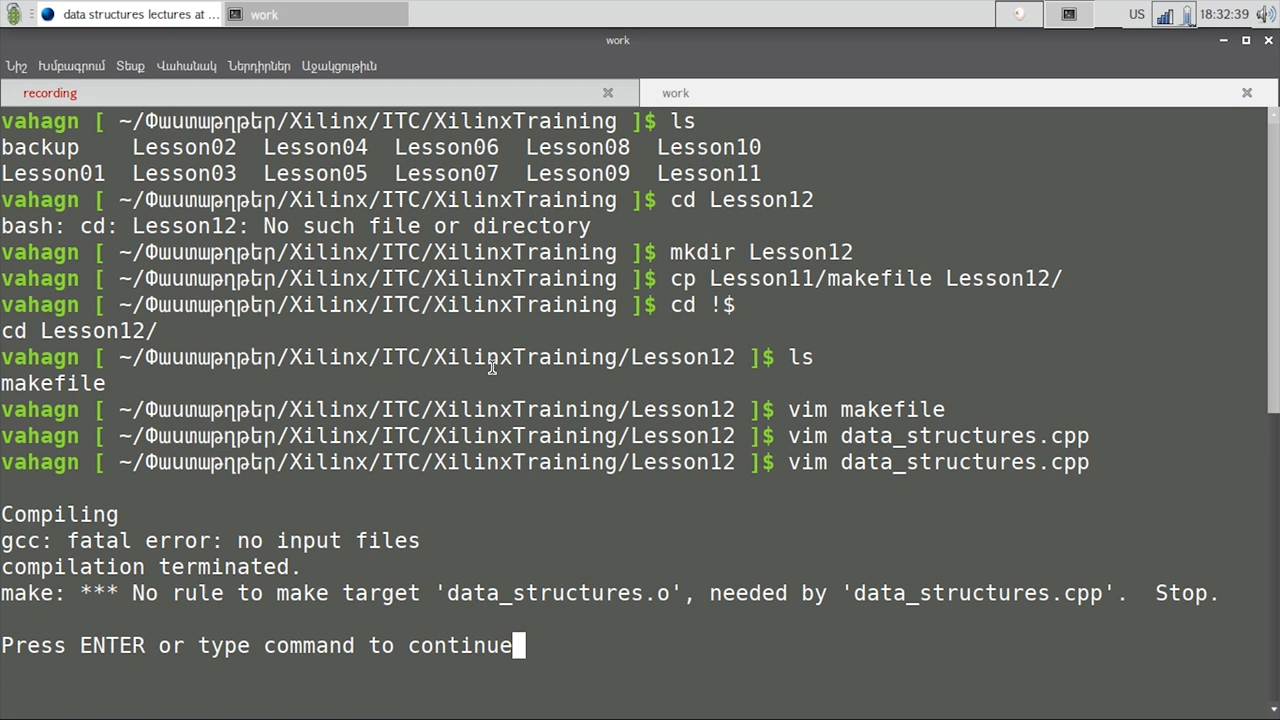 data structures lectures at ...
work
US
18:32:39
work
Նիշ Խմբագրում Տեսք Վահանակ Ներդիրներ Աջակցութիւն
recording
work
vahagn [ ~/Փաստաթղթեր/Xilinx/ITC/XilinxTraining ]$ ls
backup Lesson02 Lesson04 Lesson06 Lesson08 Lesson10
Lesson01 Lesson03 Lesson05 Lesson07 Lesson09 Lesson11
vahagn [ ~/Փաստաթղթեր/Xilinx/ITC/XilinxTraining ]$ cd Lesson12
bash: cd: Lesson12: No such file or directory
vahagn [ ~/Փաստաթղթեր/Xilinx/ITC/XilinxTraining ]$ mkdir Lesson12
vahagn [ ~/Փաստաթղթեր/Xilinx/ITC/XilinxTraining ]$ cp Lesson11/makefile Lesson12/
vahagn [ ~/Փաստաթղթեր/Xilinx/ITC/XilinxTraining ]$ cd !$
cd Lesson12/
vahagn [ ~/Փաստաթղթեր/Xilinx/ITC/XilinxTraining/Lesson12 ]$ ls
makefile
vahagn [ ~/Փաստաթղթեր/Xilinx/ITC/XilinxTraining/Lesson12 ]$ vim makefile
vahagn [ ~/Փաստաթղթեր/Xilinx/ITC/XilinxTraining/Lesson12 ]$ vim data_structures.cpp
vahagn [ ~/Փաստաթղթեր/Xilinx/ITC/XilinxTraining/Lesson12 ]$ vim data_structures.cpp
Compiling
gcc: fatal error: no input files
compilation terminated.
make: *** No rule to make target 'data_structures.o', needed by 'data_structures.cpp'. Stop.
Press ENTER or type command to continue